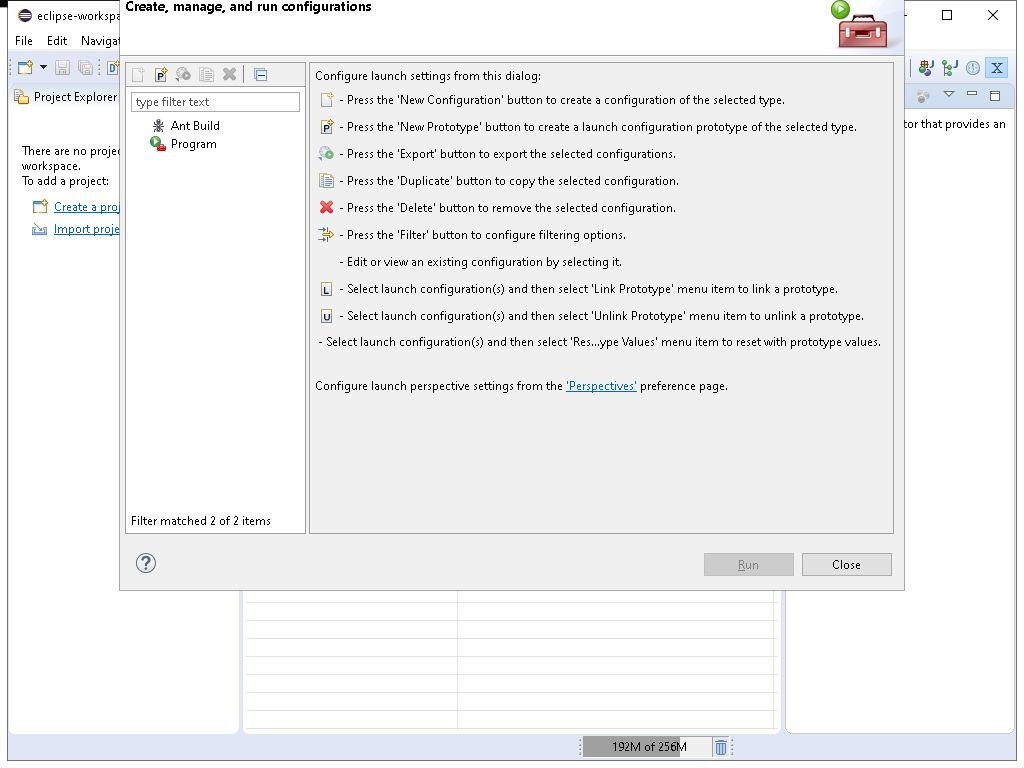 Create, manage, and run configurations
eclipse-workspa
File Edit Navigat
Project Explorer
There are no projec
workspace.
To add a project:
Create a proj
Import proje
type filter text
Ant Build
Program
Filter matched 2 of 2 items
Configure launch settings from this dialog:
- Press the 'New Configuration' button to create a configuration of the selected type.
- Press the 'New Prototype' button to create a launch configuration prototype of the selected type.
- Press the 'Export' button to export the selected configurations.
- Press the 'Duplicate' button to copy the selected configuration.
- Press the 'Delete' button to remove the selected configuration.
- Press the 'Filter' button to configure filtering options.
- Edit or view an existing configuration by selecting it.
- Select launch configuration(s) and then select 'Link Prototype' menu item to link a prototype.
- Select launch configuration(s) and then select 'Unlink Prototype' menu item to unlink a prototype.
- Select launch configuration(s) and then select 'Res...ype Values' menu item to reset with prototype values.
Configure launch perspective settings from the 'Perspectives' preference page.
tor that provides an
Run
Close
192M of 256M